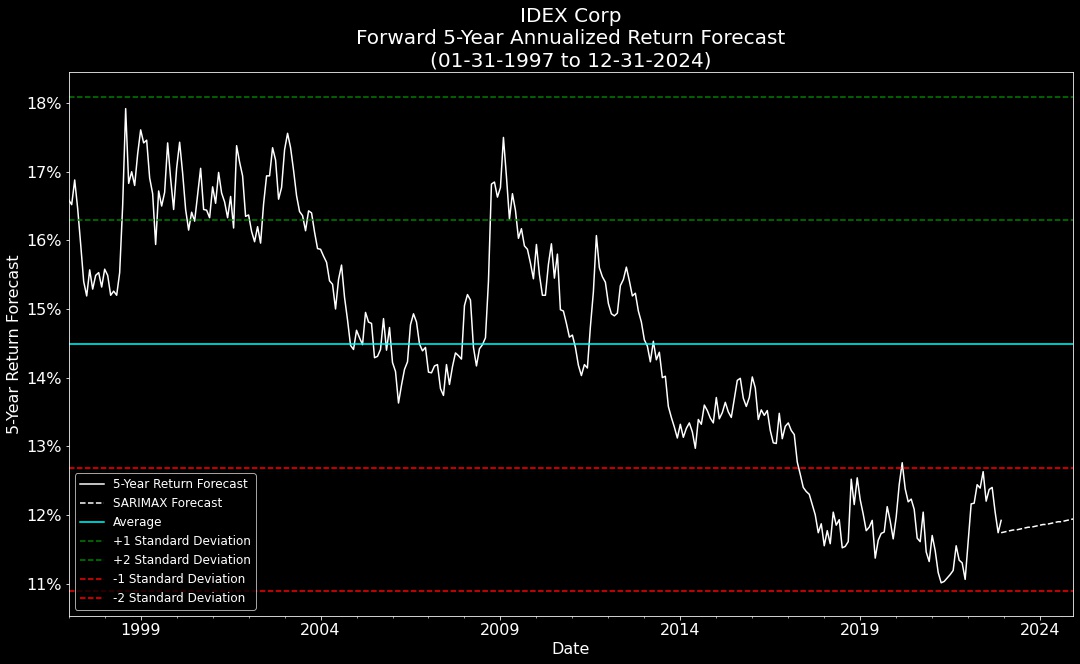 IDEX Corp
Forward 5-Year Annualized Return Forecast
(01-31-1997 to 12-31-2024)
5-Year Return Forecast
18%
17%
16%
15%
14%
13%
12%
11%
5-Year Return Forecast
SARIMAX Forecast
Average
+1 Standard Deviation
+2 Standard Deviation
-1 Standard Deviation
-2 Standard Deviation
1999
2004
2009
2014
2019
2024
Date